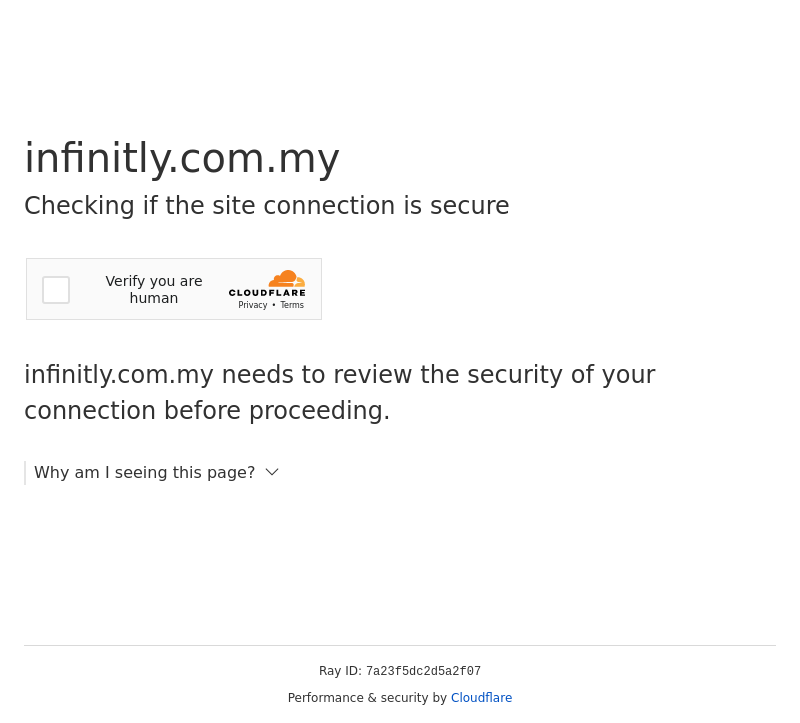 infinitly.com.my
Checking if the site connection is secure
Verify you are
human
CLOUDFLARE
Privacy • Terms
infinitly.com.my needs to review the security of your
connection before proceeding.
Why am I seeing this page?
Ray ID: 7a23f5dc2d5a2f07
Performance & security by Cloudflare